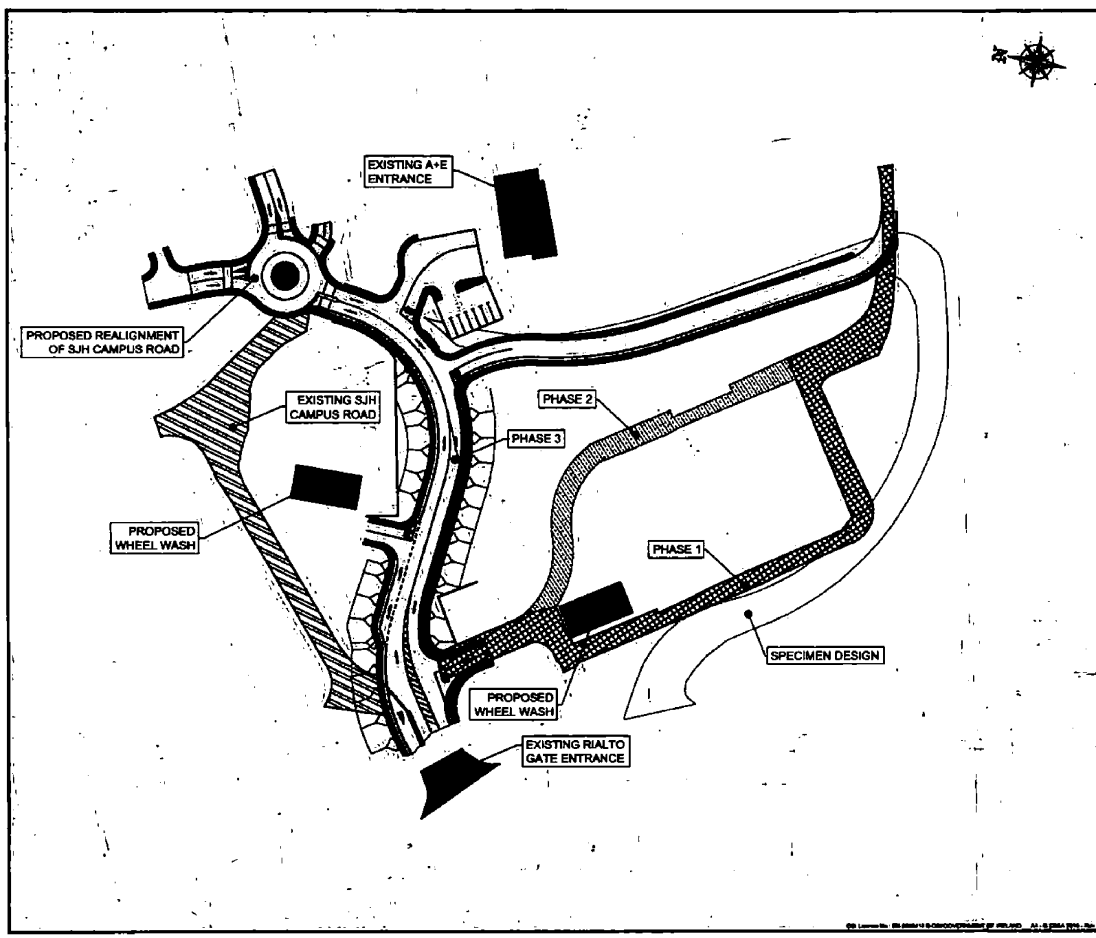 EXISTING A+E
ENTRANCE
PROPOSED REALIGNMENT
OF SJH CAMPUS ROAD
EXISTING SJH
CAMPUS ROAD
PHASE 2
PHASE 3
PROPOSED
WHEEL WASH
PHASE 1
SPECIMEN DESIGN
PROPOSED
WHEEL WASH
EXISTING RIALTO
GATE ENTRANCE